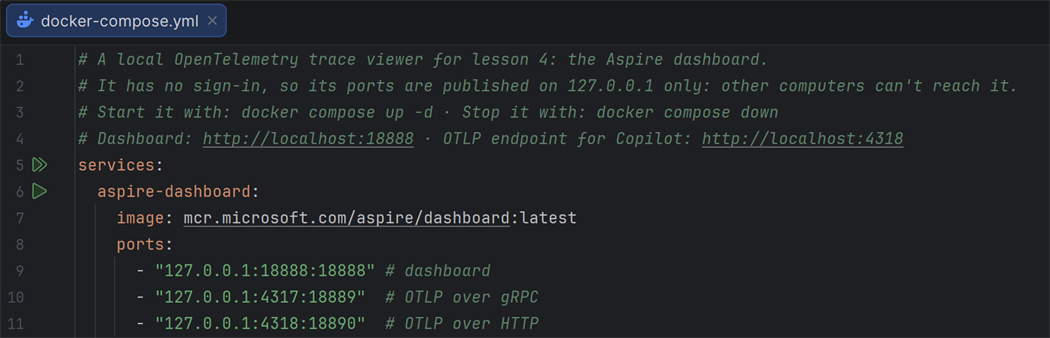 docker-compose.yml
1 # A local OpenTelemetry trace viewer for lesson 4: the Aspire dashboard.
2 # It has no sign-in, so its ports are published on 127.0.0.1 only: other computers can't reach it.
3 # Start it with: docker compose up -d · Stop it with: docker compose down
4 # Dashboard: http://localhost:18888 · OTLP endpoint for Copilot: http://localhost:4318
5 services:
6   aspire-dashboard:
7     image: mcr.microsoft.com/aspire/dashboard:latest
8     ports:
9       - "127.0.0.1:18888:18888" # dashboard
10       - "127.0.0.1:4317:18889"  # OTLP over gRPC
11       - "127.0.0.1:4318:18890"  # OTLP over HTTP